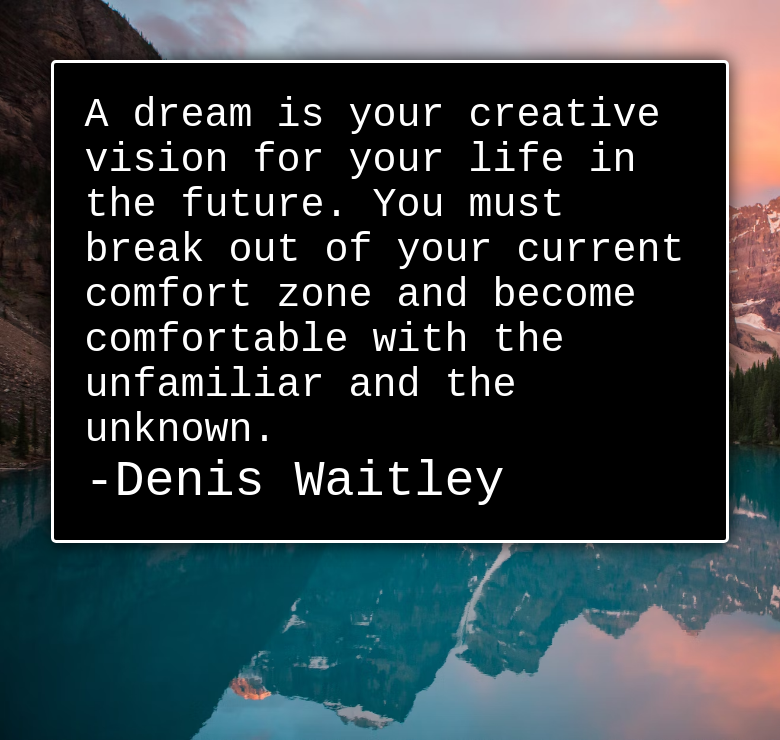 A dream is your creative
vision for your life in
the future. You must
break out of your current
comfort zone and become
comfortable with the
unfamiliar and the
unknown.
-Denis Waitley